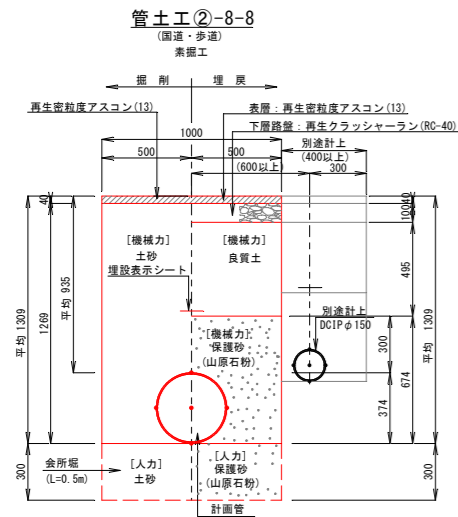 管土工②-8-8
(国道・歩道)
素掘工
掘 削
埋 戻
再生密粒度アスコン(13)
表層：再生密粒度アスコン(13)
下層路盤：再生クラッシャーラン(RC-40)
1000
別途計上
500
500
(600以上)
(400以上)
300
40
平均 1309
1269
平均 935
[機械力]
土砂
[機械力]
良質土
埋設表示シート
[機械力]
保護砂
(山原石粉)
別途計上
DCIPφ150
40
100
495
300
374
674
平均 1309
300
会所堀
(L=0.5m)
[人力]
土砂
[人力]
保護砂
(山原石粉)
300
計画管